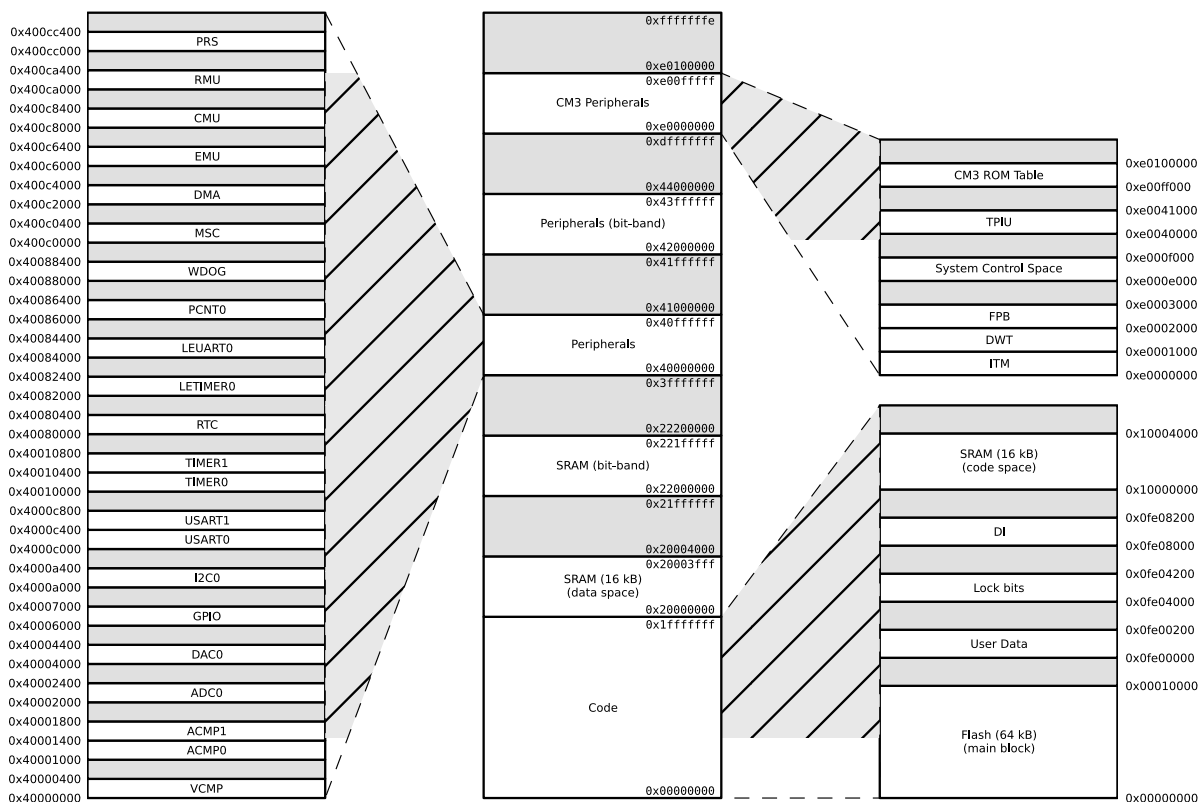 0x400cc400
PRS
0x400cc000
0x400ca400
RMU
0x400ca000
0x400c8400
CMU
0x400c8000
0x400c6400
EMU
0x400c6000
0x400c4000
DMA
0x400c2000
0x400c0400
MSC
0x400c0000
0x40088400
WDOG
0x40088000
0x40086400
PCNT0
0x40086000
0x40084400
LEUART0
0x40084000
0x40082400
LETIMER0
0x40082000
0x40080400
RTC
0x40080000
0x40010800
TIMER1
0x40010400
TIMER0
0x40010000
0x4000c800
USART1
0x4000c400
USART0
0x4000c000
0x4000a400
I2C0
0x4000a000
0x40007000
GPIO
0x40006000
0x40004400
DAC0
0x40004000
0x40002400
ADC0
0x40002000
0x40001800
ACMP1
0x40001400
ACMP0
0x40001000
0x40000400
VCMP
0x40000000
0xfffffffe
0xe0100000
0xe00fffff
CM3 Peripherals
0xe0000000
0xdfffffff
0x44000000
0x43ffffff
Peripherals (bit-band)
0x42000000
0x41ffffff
0x41000000
0x40ffffff
Peripherals
0x40000000
0x3fffffff
0x22200000
0x221fffff
SRAM (bit-band)
0x22000000
0x21ffffff
0x20004000
0x20003fff
SRAM (16 kB)
(data space)
0x20000000
0x1fffffff
Code
0x00000000
0xe0100000
CM3 ROM Table
0xe00ff000
0xe0041000
TPIU
0xe0040000
0xe000f000
System Control Space
0xe000e000
0xe0003000
FPB
0xe0002000
DWT
0xe0001000
ITM
0xe0000000
0x10004000
SRAM (16 kB)
(code space)
0x10000000
0x0fe08200
DI
0x0fe08000
0x0fe04200
Lock bits
0x0fe04000
0x0fe00200
User Data
0x0fe00000
0x00010000
Flash (64 kB)
(main block)
0x00000000